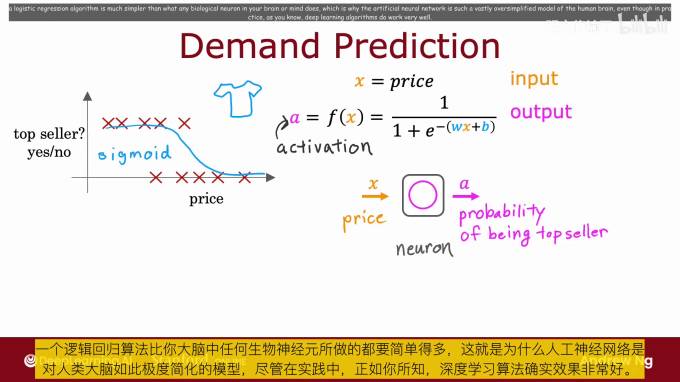 a logistic regression algorithm is much simpler than what any biological neuron in your brain or mind does, which is why the artificial neural network is such a vastly oversimplified model of the human brain, even though in pra
ctice, as you know, deep learning algorithms do work very well.
Demand Prediction
x = price
input
a = f(x) = 1 / (1 + e^-(wx+b))
output
activation
top seller?
yes/no
sigmoid
price
x
a
price
probability
of being top seller
neuron
一个逻辑回归算法比你大脑中任何生物神经元所做的都要简单得多，这就是为什么人工神经网络是
对人类大脑如此极度简化的模型，尽管在实践中，正如你所知，深度学习算法确实效果非常好。
DeepLearning.AI
Stanford
Andrew Ng